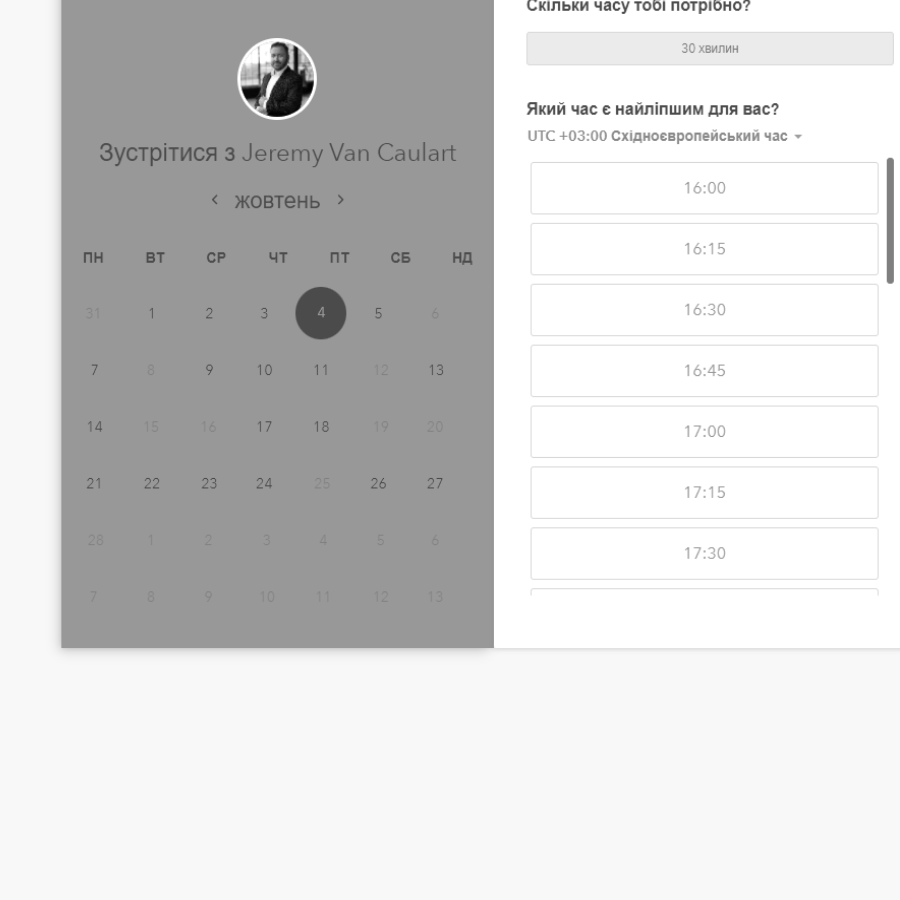 Зустрітися з Jeremy Van Caulart
‹ жовтень ›
ПН ВТ СР ЧТ ПТ СБ НД
31 1 2 3 4 5 6
7 8 9 10 11 12 13
14 15 16 17 18 19 20
21 22 23 24 25 26 27
28 1 2 3 4 5 6
7 8 9 10 11 12 13
Скільки часу тобі потрібно?
30 хвилин
Який час є найліпшим для вас?
UTC +03:00 Східноєвропейський час
16:00
16:15
16:30
16:45
17:00
17:15
17:30